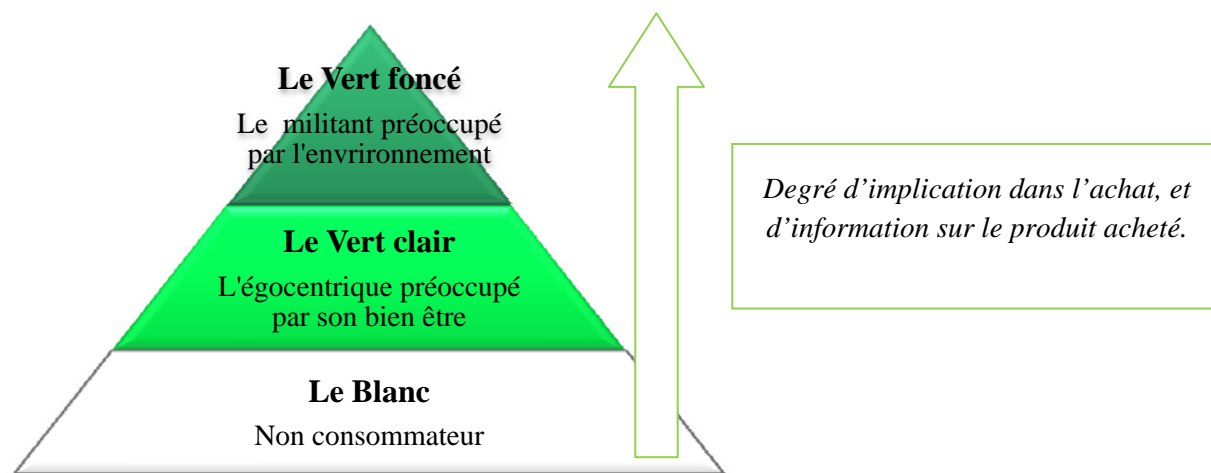 Le Vert foncé
Le militant préoccupé
par l'envrironnement
Le Vert clair
L'égocentrique préoccupé
par son bien être
Le Blanc
Non consommateur
Degré d’implication dans l’achat, et
d’information sur le produit acheté.